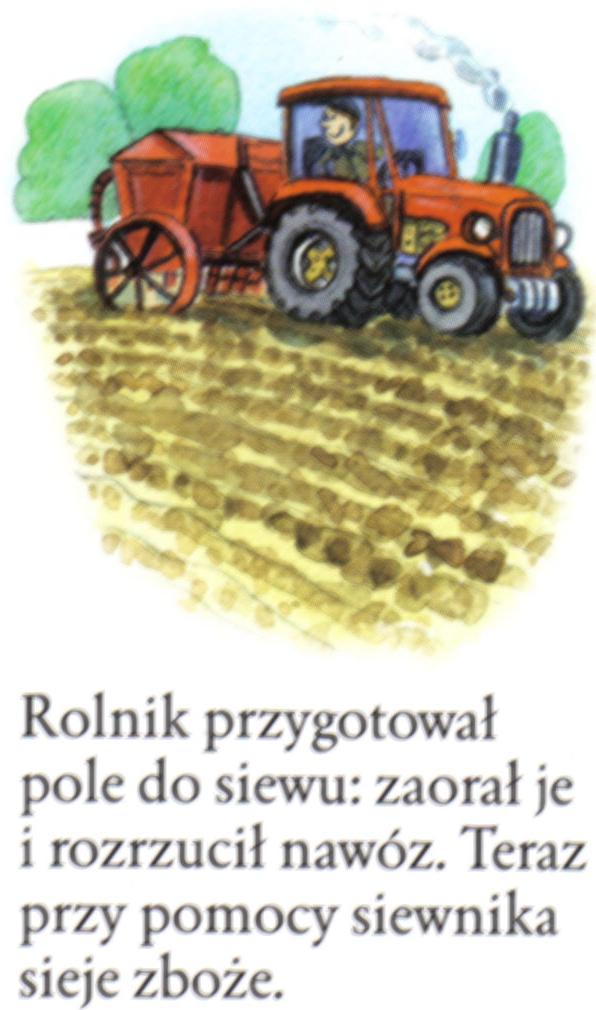 Rolnik przygotował
pole do siewu: zaorał je
i rozrzucił nawóz. Teraz
przy pomocy siewnika
sieje zboże.